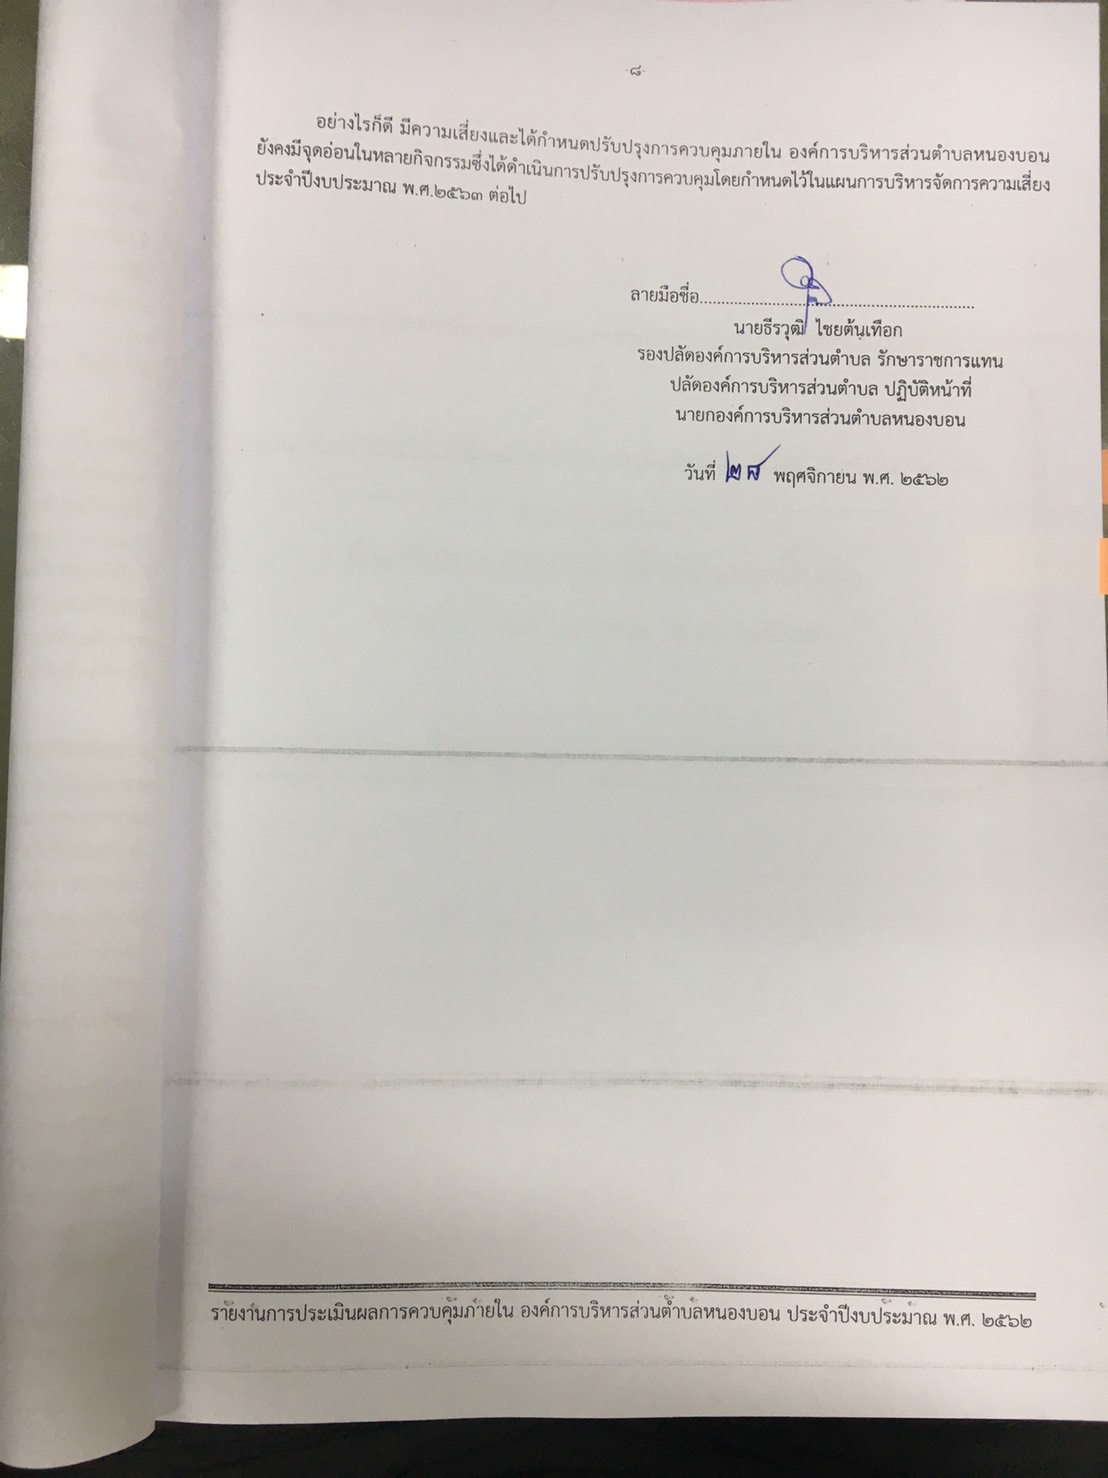 -๘-
อย่างไรก็ดี มีความเสี่ยงและได้กำหนดปรับปรุงการควบคุมภายใน องค์การบริหารส่วนตำบลหนองบอน
ยังคงมีจุดอ่อนในหลายกิจกรรมซึ่งได้ดำเนินการปรับปรุงการควบคุมโดยกำหนดไว้ในแผนการบริหารจัดการความเสี่ยง
ประจำปีงบประมาณ พ.ศ.๒๕๖๓ ต่อไป
ลายมือชื่อ
นายธีรวุฒิ ไชยต้นเทือก
รองปลัดองค์การบริหารส่วนตำบล รักษาราชการแทน
ปลัดองค์การบริหารส่วนตำบล ปฏิบัติหน้าที่
นายกองค์การบริหารส่วนตำบลหนองบอน
วันที่ ๒๘ พฤศจิกายน พ.ศ. ๒๕๖๒
รายงานการประเมินผลการควบคุมภายใน องค์การบริหารส่วนตำบลหนองบอน ประจำปีงบประมาณ พ.ศ. ๒๕๖๒